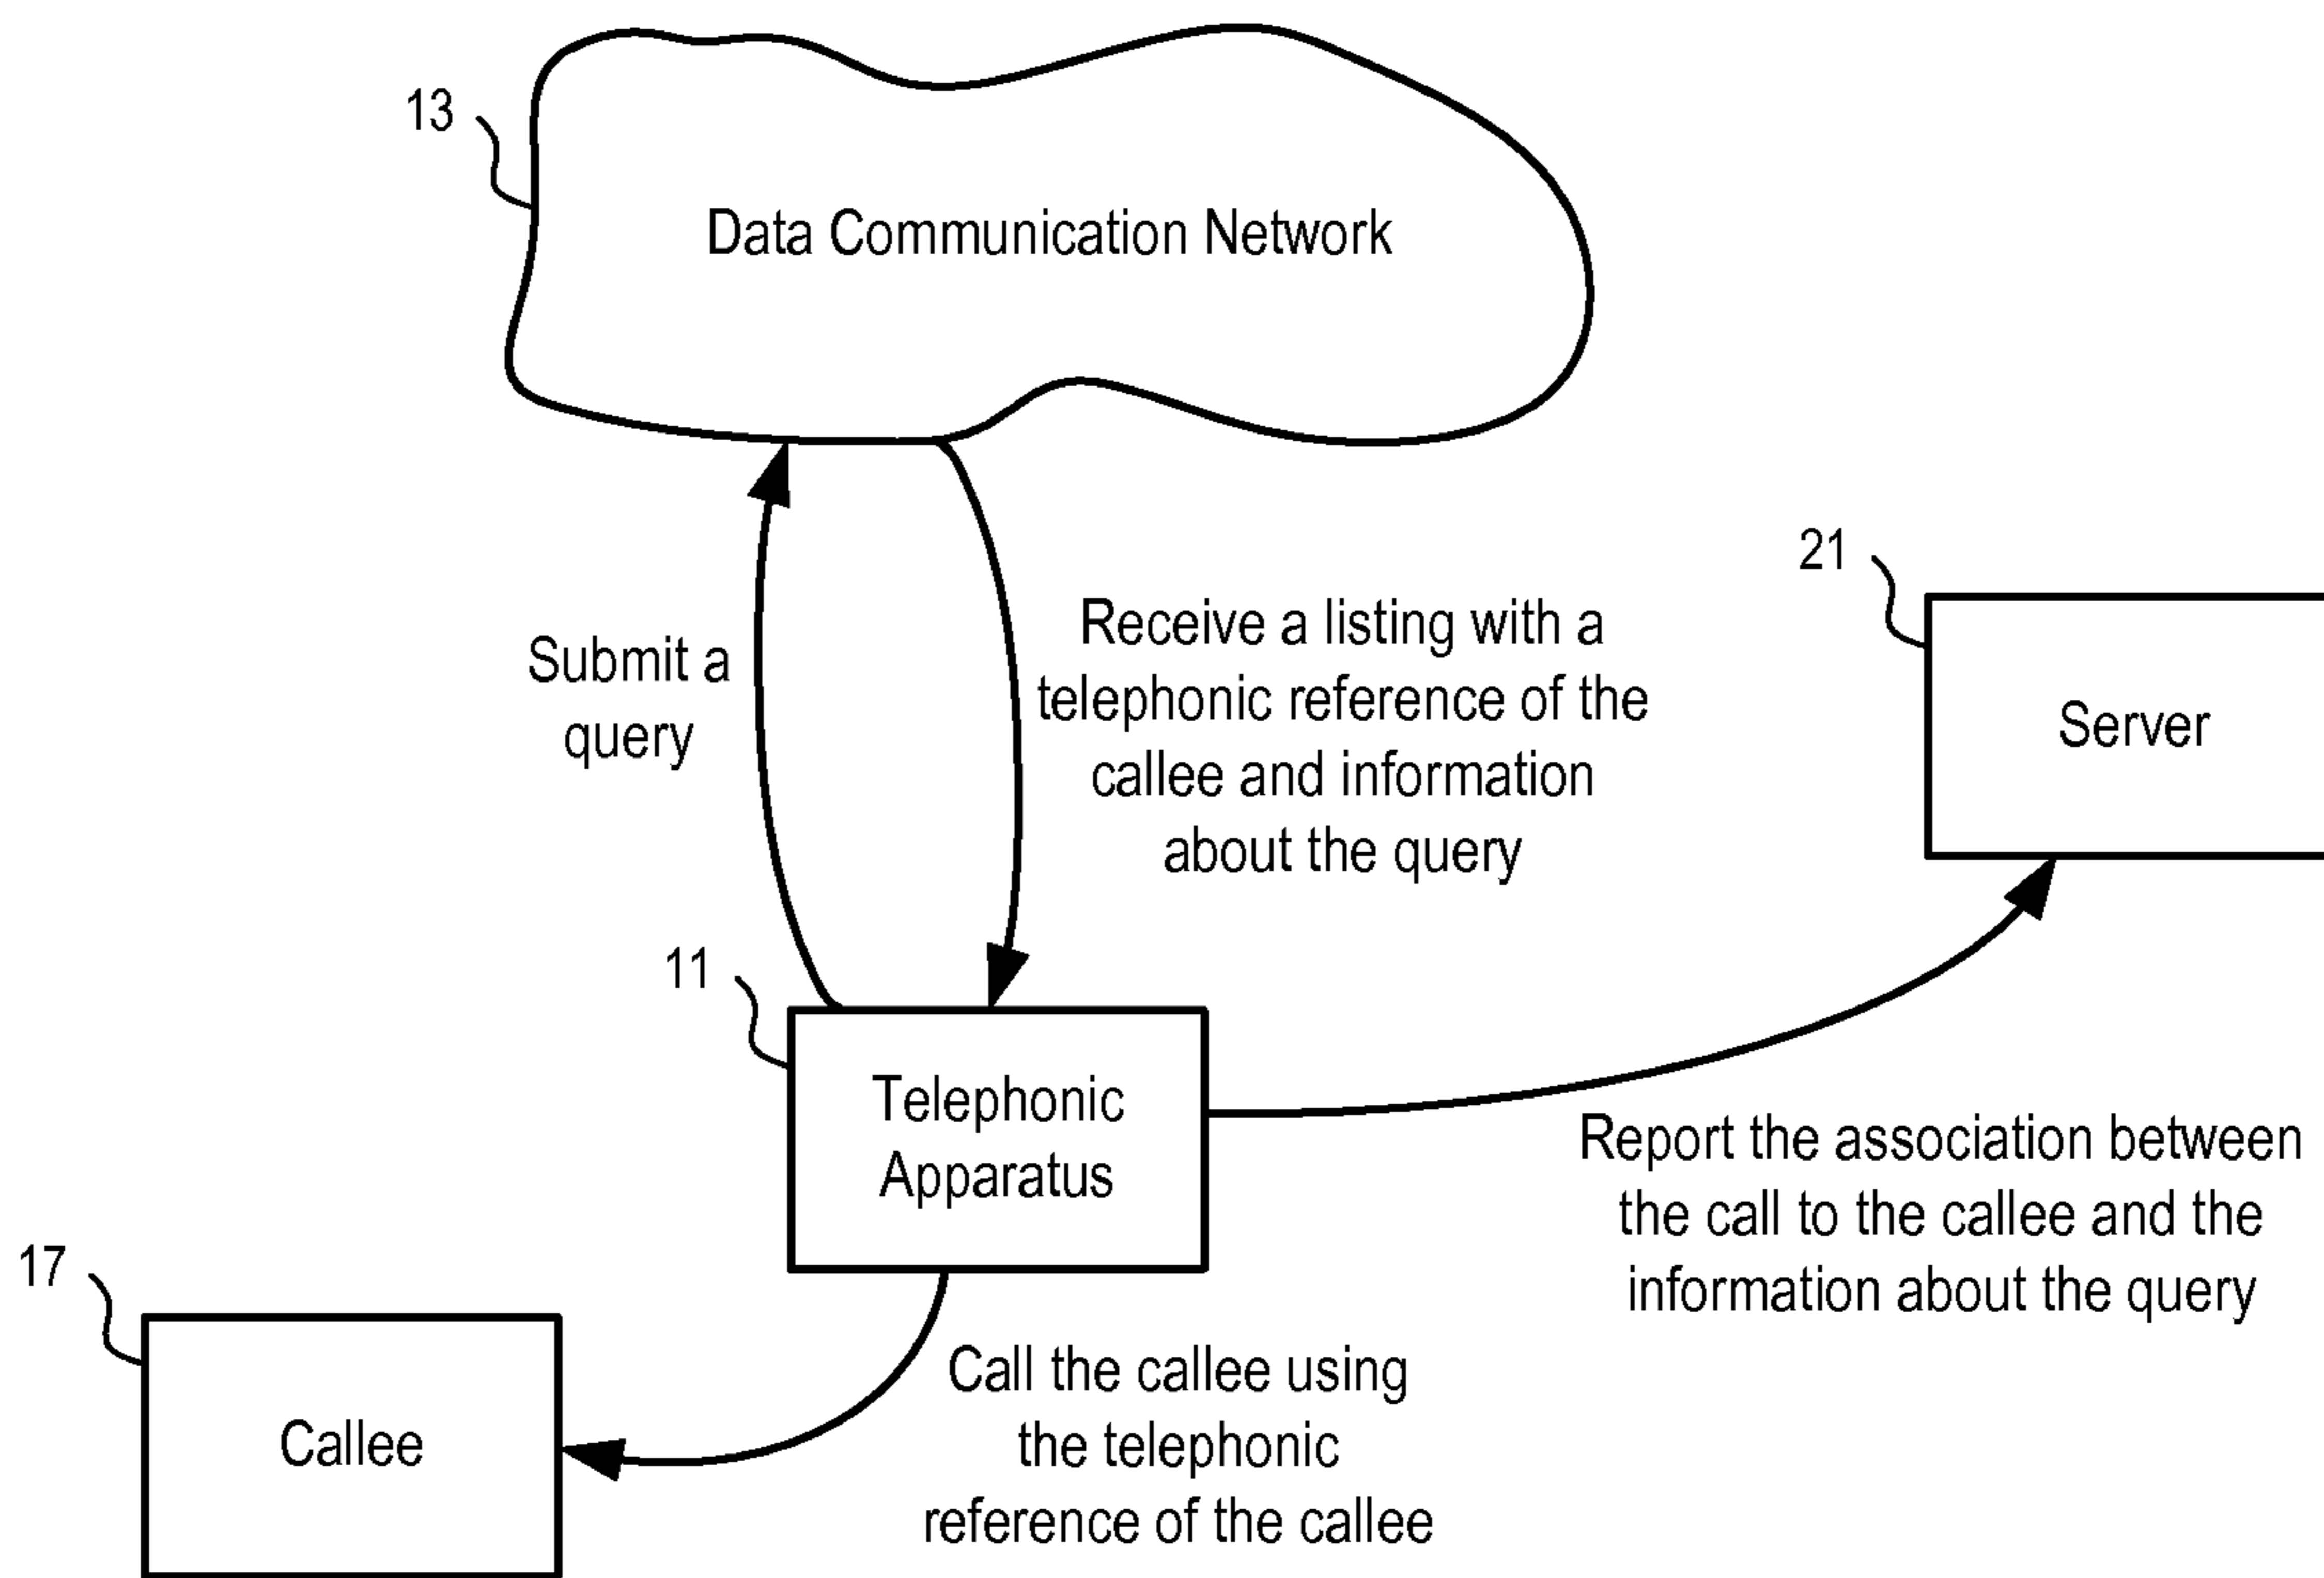 13
Data Communication Network
21
Submit a
query
Receive a listing with a
telephonic reference of the
callee and information
about the query
Server
11
Telephonic
Apparatus
Report the association between
the call to the callee and the
information about the query
17
Callee
Call the callee using
the telephonic
reference of the callee